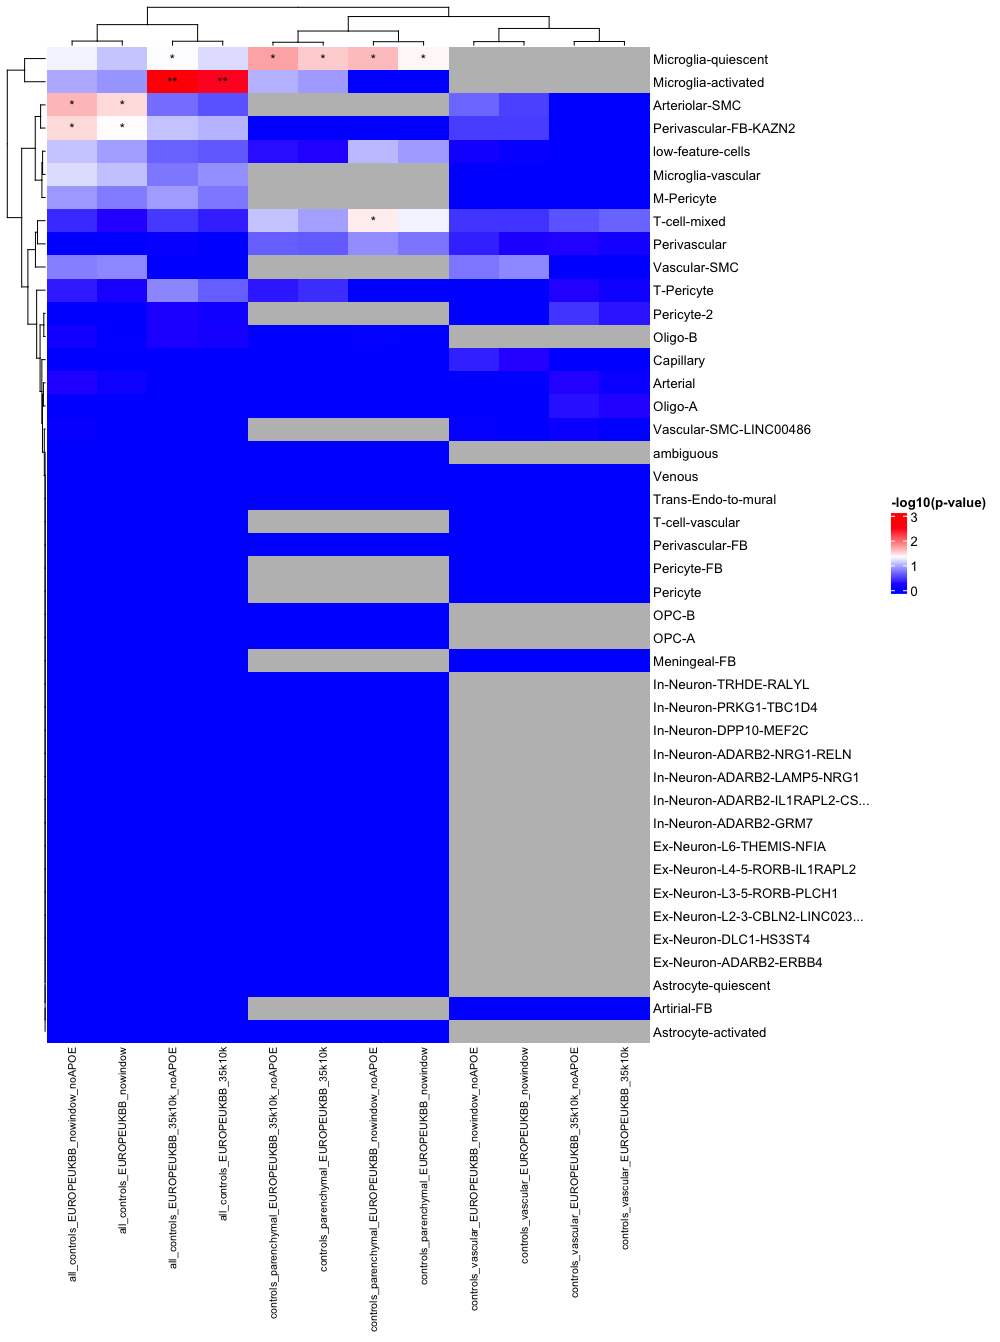 * * * * * Microglia-quiescent
** ** Microglia-activated
* * Arteriolar-SMC
* * Perivascular-FB-KAZN2
low-feature-cells
Microglia-vascular
M-Pericyte
* T-cell-mixed
Perivascular
Vascular-SMC
T-Pericyte
Pericyte-2
Oligo-B
Capillary
Arterial
Oligo-A
Vascular-SMC-LINC00486
ambiguous
Venous
Trans-Endo-to-mural
T-cell-vascular
Perivascular-FB
Pericyte-FB
Pericyte
OPC-B
OPC-A
Meningeal-FB
In-Neuron-TRHDE-RALYL
In-Neuron-PRKG1-TBC1D4
In-Neuron-DPP10-MEF2C
In-Neuron-ADARB2-NRG1-RELN
In-Neuron-ADARB2-LAMP5-NRG1
In-Neuron-ADARB2-IL1RAPL2-CS...
In-Neuron-ADARB2-GRM7
Ex-Neuron-L6-THEMIS-NFIA
Ex-Neuron-L4-5-RORB-IL1RAPL2
Ex-Neuron-L3-5-RORB-PLCH1
Ex-Neuron-L2-3-CBLN2-LINC023...
Ex-Neuron-DLC1-HS3ST4
Ex-Neuron-ADARB2-ERBB4
Astrocyte-quiescent
Artirial-FB
Astrocyte-activated
all_controls_EUROPEUKBB_nowindow_noAPOE
all_controls_EUROPEUKBB_nowindow
all_controls_EUROPEUKBB_35k10k_noAPOE
all_controls_EUROPEUKBB_35k10k
controls_parenchymal_EUROPEUKBB_35k10k_noAPOE
controls_parenchymal_EUROPEUKBB_35k10k
controls_parenchymal_EUROPEUKBB_nowindow_noAPOE
controls_parenchymal_EUROPEUKBB_nowindow
controls_vascular_EUROPEUKBB_nowindow_noAPOE
controls_vascular_EUROPEUKBB_nowindow
controls_vascular_EUROPEUKBB_35k10k_noAPOE
controls_vascular_EUROPEUKBB_35k10k
-log10(p-value)
3
2
1
0